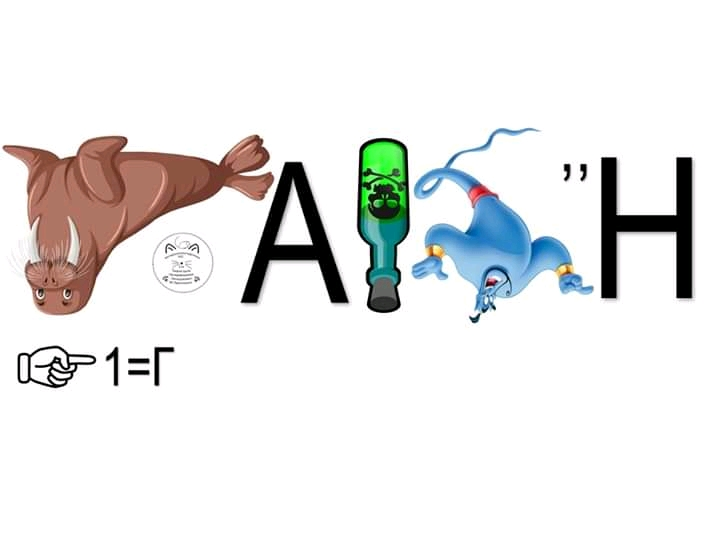 А ,, Н
1=Г